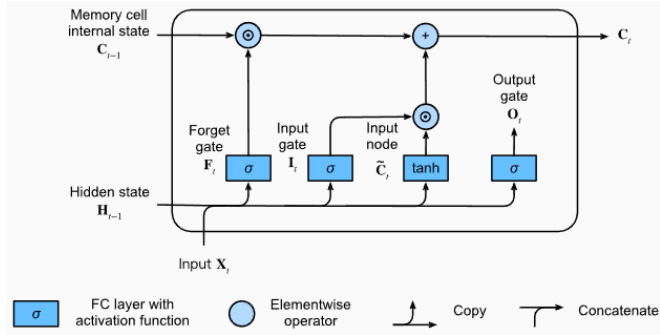 Memory cell
internal state
C_{t-1}
C_t
Output
gate
O_t
Forget
gate
F_t
Input
gate
I_t
Input
node
C̃_t
σ
σ
tanh
σ
Hidden state
H_{t-1}
Input X_t
σ
FC layer with
activation function
Elementwise
operator
Copy
Concatenate